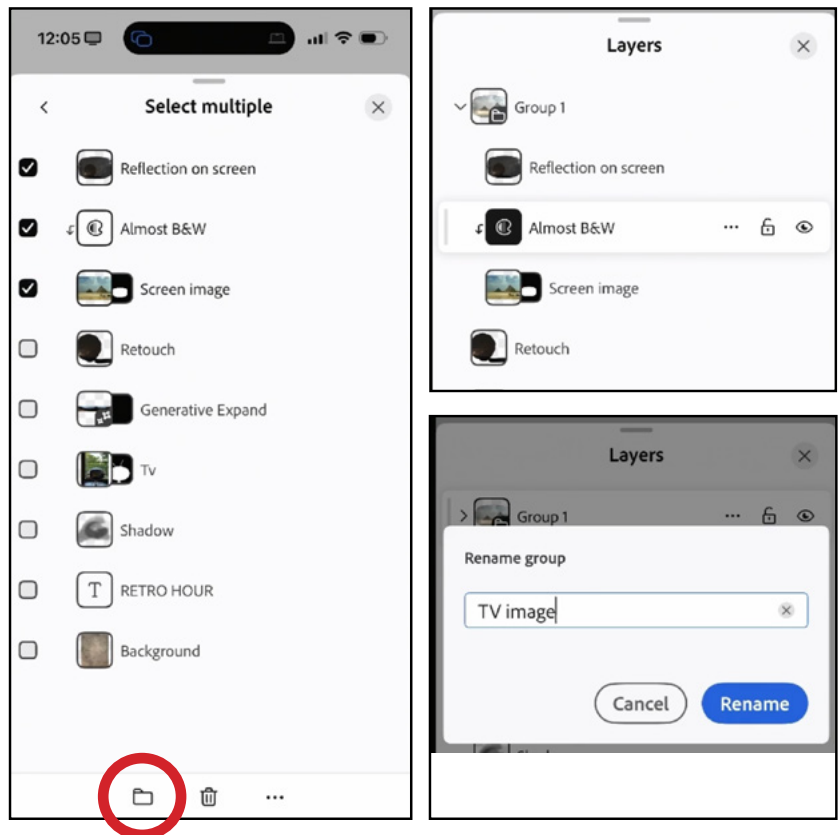 12:05
Select multiple
Reflection on screen
Almost B&W
Screen image
Retouch
Generative Expand
Tv
Shadow
T RETRO HOUR
Background
Layers
Group 1
Reflection on screen
Almost B&W
Screen image
Retouch
Layers
Group 1
Rename group
TV image
Cancel Rename